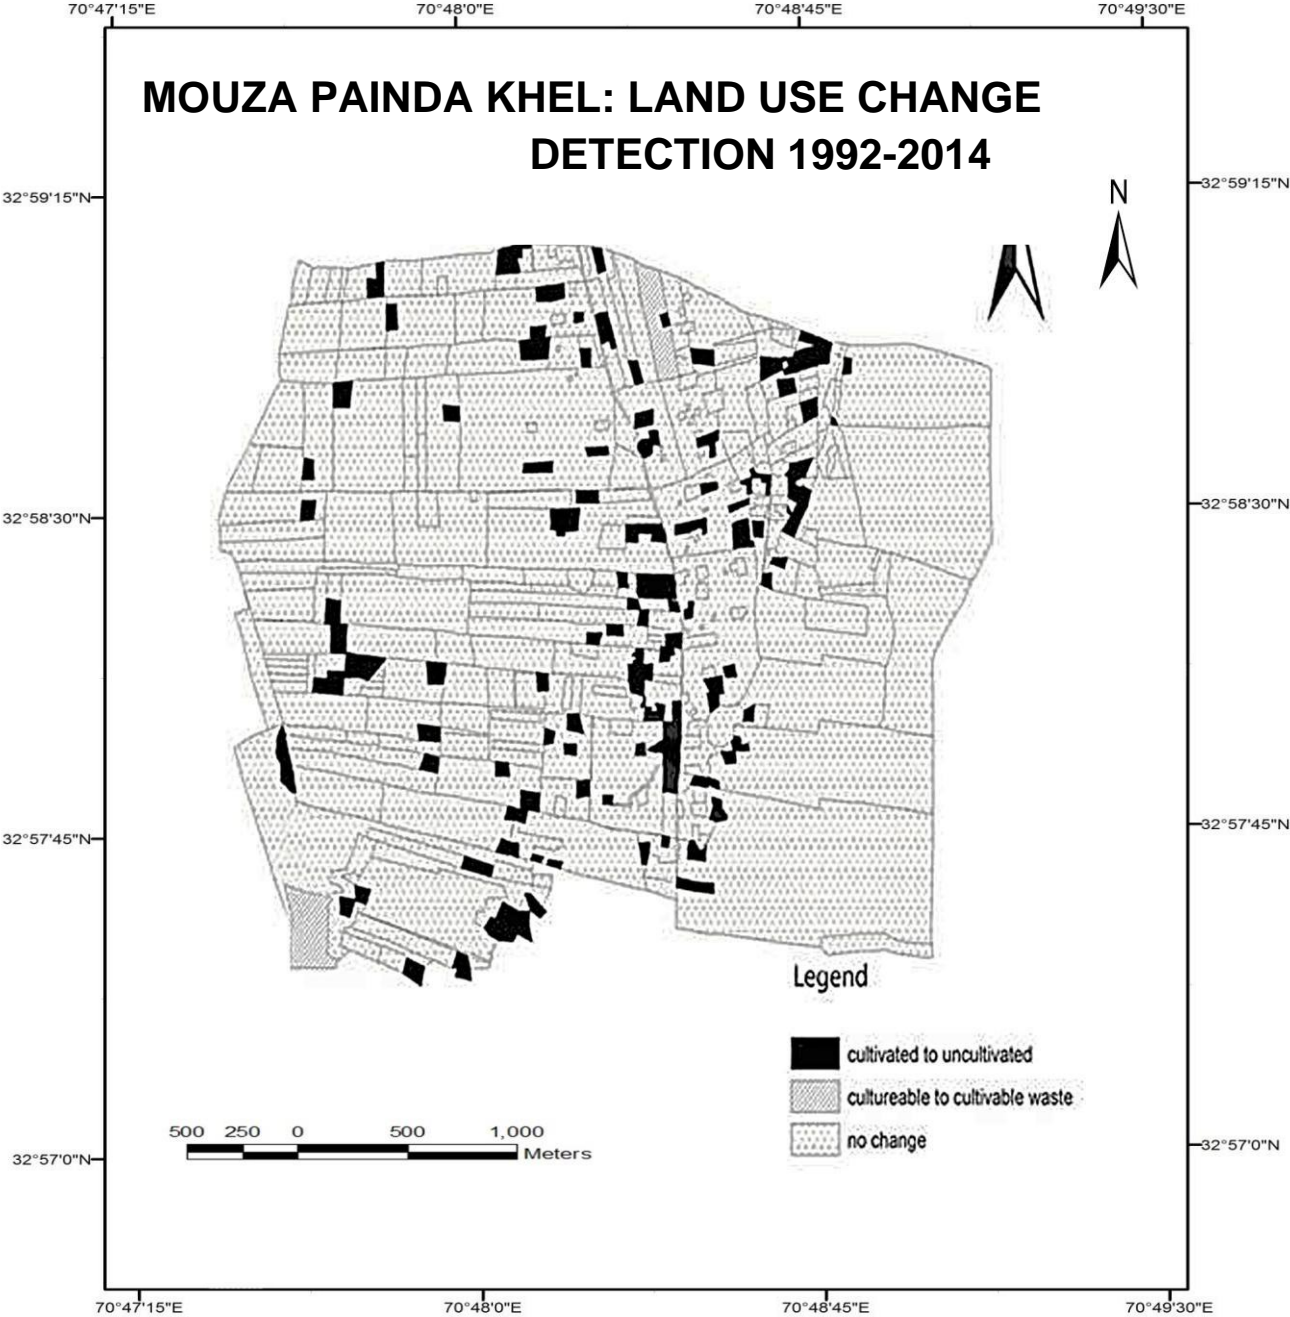 70°47'15"E 70°48'0"E 70°48'45"E 70°49'30"E
MOUZA PAINDA KHEL: LAND USE CHANGE
DETECTION 1992-2014
N
32°59'15"N 32°59'15"N
32°58'30"N 32°58'30"N
32°57'45"N 32°57'45"N
Legend
cultivated to uncultivated
cultureable to cultivable waste
no change
500 250 0 500 1,000
Meters
32°57'0"N 32°57'0"N
70°47'15"E 70°48'0"E 70°48'45"E 70°49'30"E